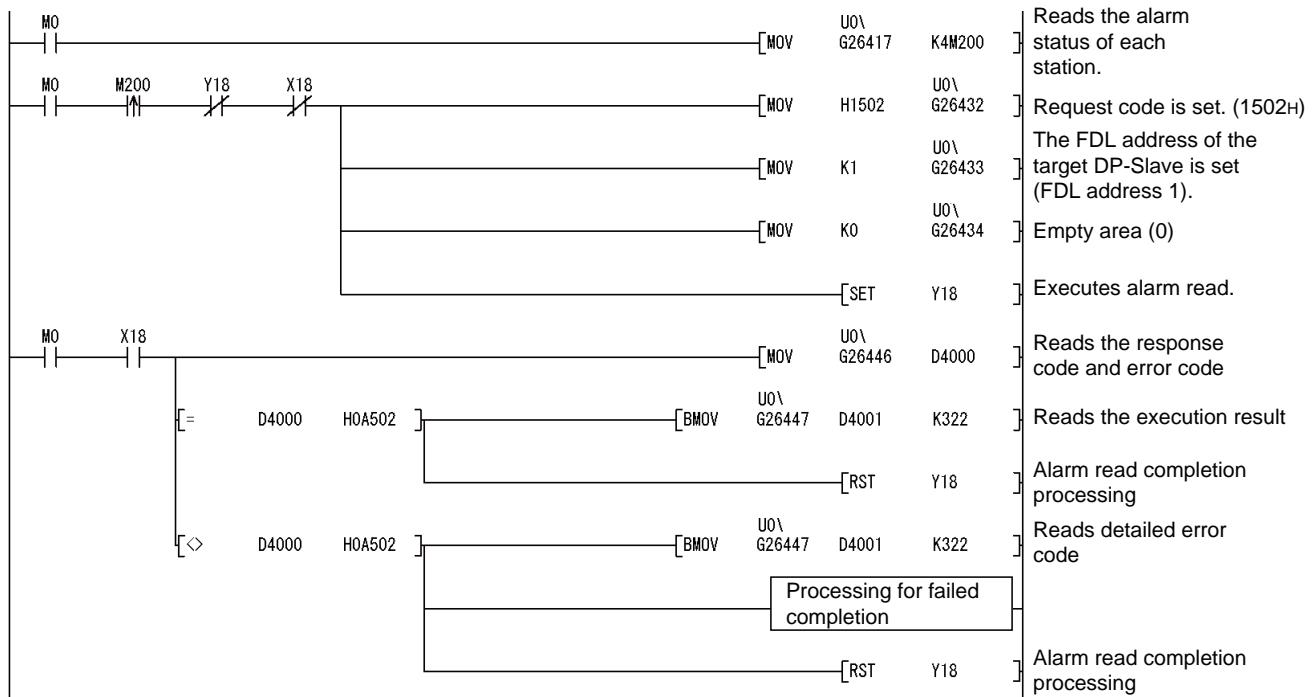 M0
U0\
[MOV G26417 K4M200 ]
Reads the alarm
status of each
station.
M0 M200 Y18 X18
U0\
[MOV H1502 G26432 ]
Request code is set. (1502H)
U0\
[MOV K1 G26433 ]
The FDL address of the
target DP-Slave is set
(FDL address 1).
U0\
[MOV K0 G26434 ]
Empty area (0)
[SET Y18 ]
Executes alarm read.
M0 X18
U0\
[MOV G26446 D4000 ]
Reads the response
code and error code
U0\
[= D4000 H0A502 ] [BMOV G26447 D4001 K322 ]
Reads the execution result
[RST Y18 ]
Alarm read completion
processing
U0\
[<> D4000 H0A502 ] [BMOV G26447 D4001 K322 ]
Reads detailed error
code
Processing for failed
completion
[RST Y18 ]
Alarm read completion
processing